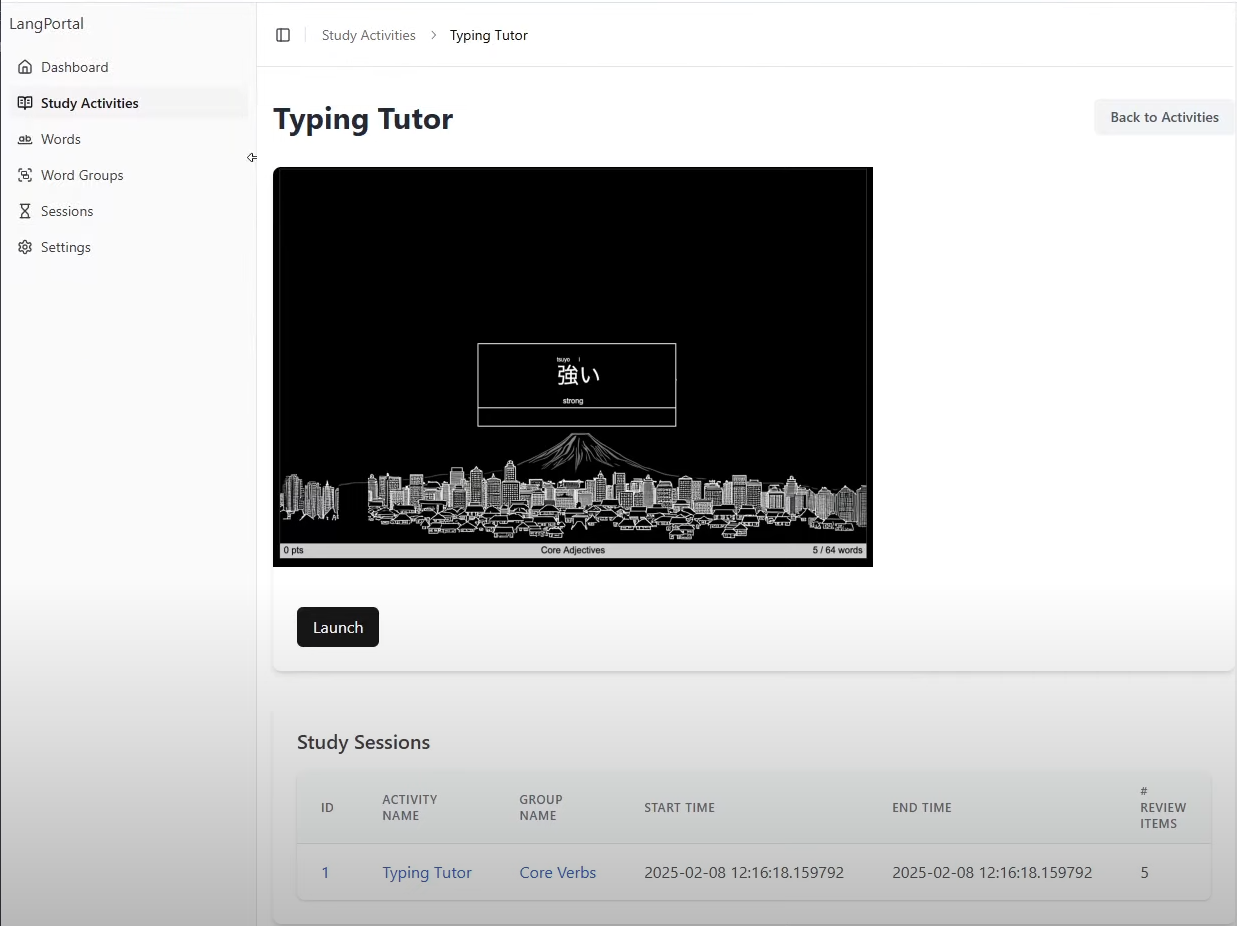 LangPortal
Dashboard
Study Activities
Words
Word Groups
Sessions
Settings
Study Activities > Typing Tutor
Typing Tutor
Back to Activities
tsuyo i
強い
strong
0 pts
Core Adjectives
5 / 64 words
Launch
Study Sessions
ID
ACTIVITY
NAME
GROUP
NAME
START TIME
END TIME
#
REVIEW
ITEMS
1
Typing Tutor
Core Verbs
2025-02-08 12:16:18.159792
2025-02-08 12:16:18.159792
5